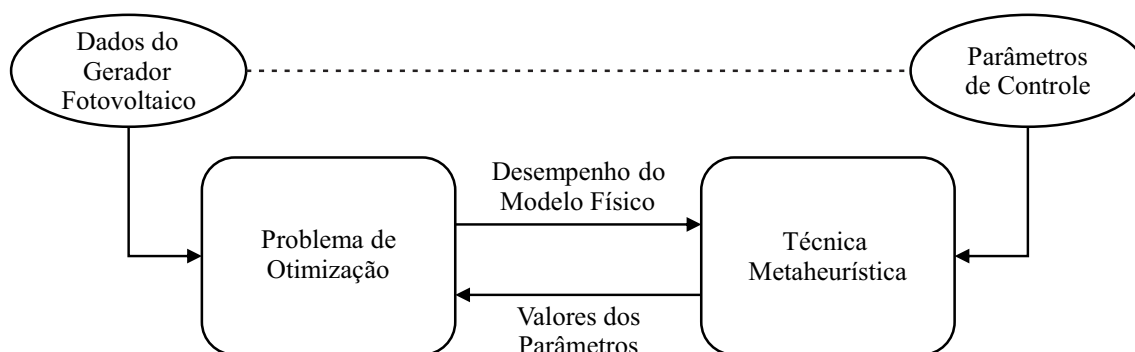 Dados do
Gerador
Fotovoltaico
Parâmetros
de Controle
Desempenho do
Modelo Físico
Problema de
Otimização
Técnica
Metaheurística
Valores dos
Parâmetros